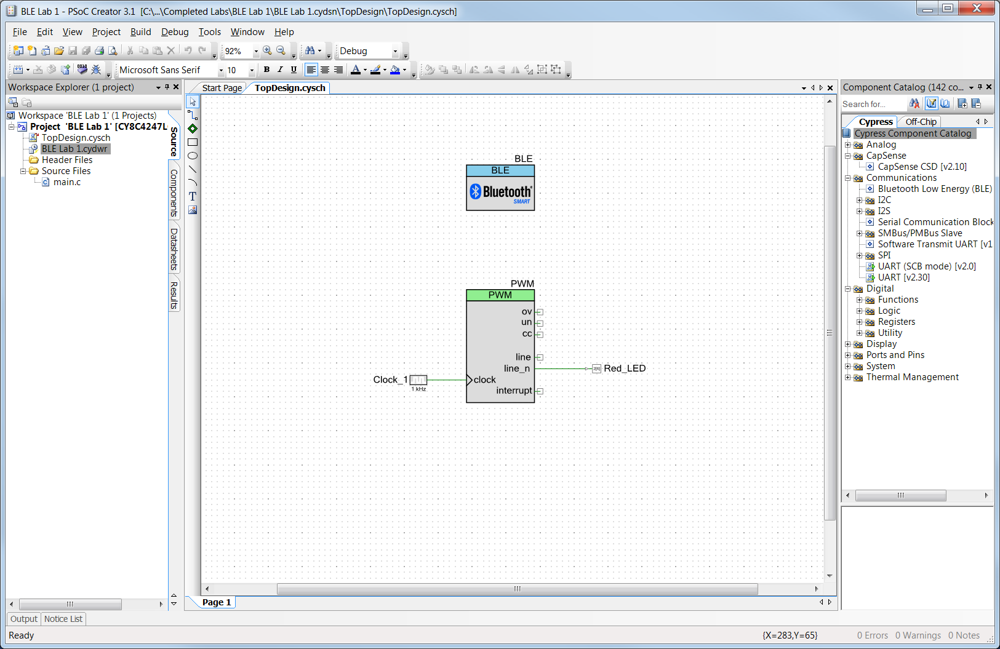 BLE Lab 1 - PSoC Creator 3.1 [C:\...\Completed Labs\BLE Lab 1\BLE Lab 1.cydsn\TopDesign\TopDesign.cysch]
File Edit View Project Build Debug Tools Window Help
92% Debug
Microsoft Sans Serif 10 B I U A
Workspace Explorer (1 project)
Workspace 'BLE Lab 1' (1 Projects)
Project 'BLE Lab 1' [CY8C4247L
TopDesign.cysch
BLE Lab 1.cydwr
Header Files
Source Files
main.c
Source
Components
Datasheets
Results
Start Page TopDesign.cysch
T
BLE
BLE
Bluetooth
SMART
PWM
PWM
ov
un
cc
line
line_n
clock
interrupt
Clock_1
1 kHz
2[6] Red_LED
Page 1
Component Catalog (142 co...
Search for...
Cypress Off-Chip
Cypress Component Catalog
Analog
CapSense
CapSense CSD [v2.10]
Communications
Bluetooth Low Energy (BLE)
I2C
I2S
Serial Communication Block
SMBus/PMBus Slave
Software Transmit UART [v1
SPI
UART (SCB mode) [v2.0]
UART [v2.30]
Digital
Functions
Logic
Registers
Utility
Display
Ports and Pins
System
Thermal Management
Output Notice List
Ready {X=283,Y=65} 0 Errors 0 Warnings 0 Notes